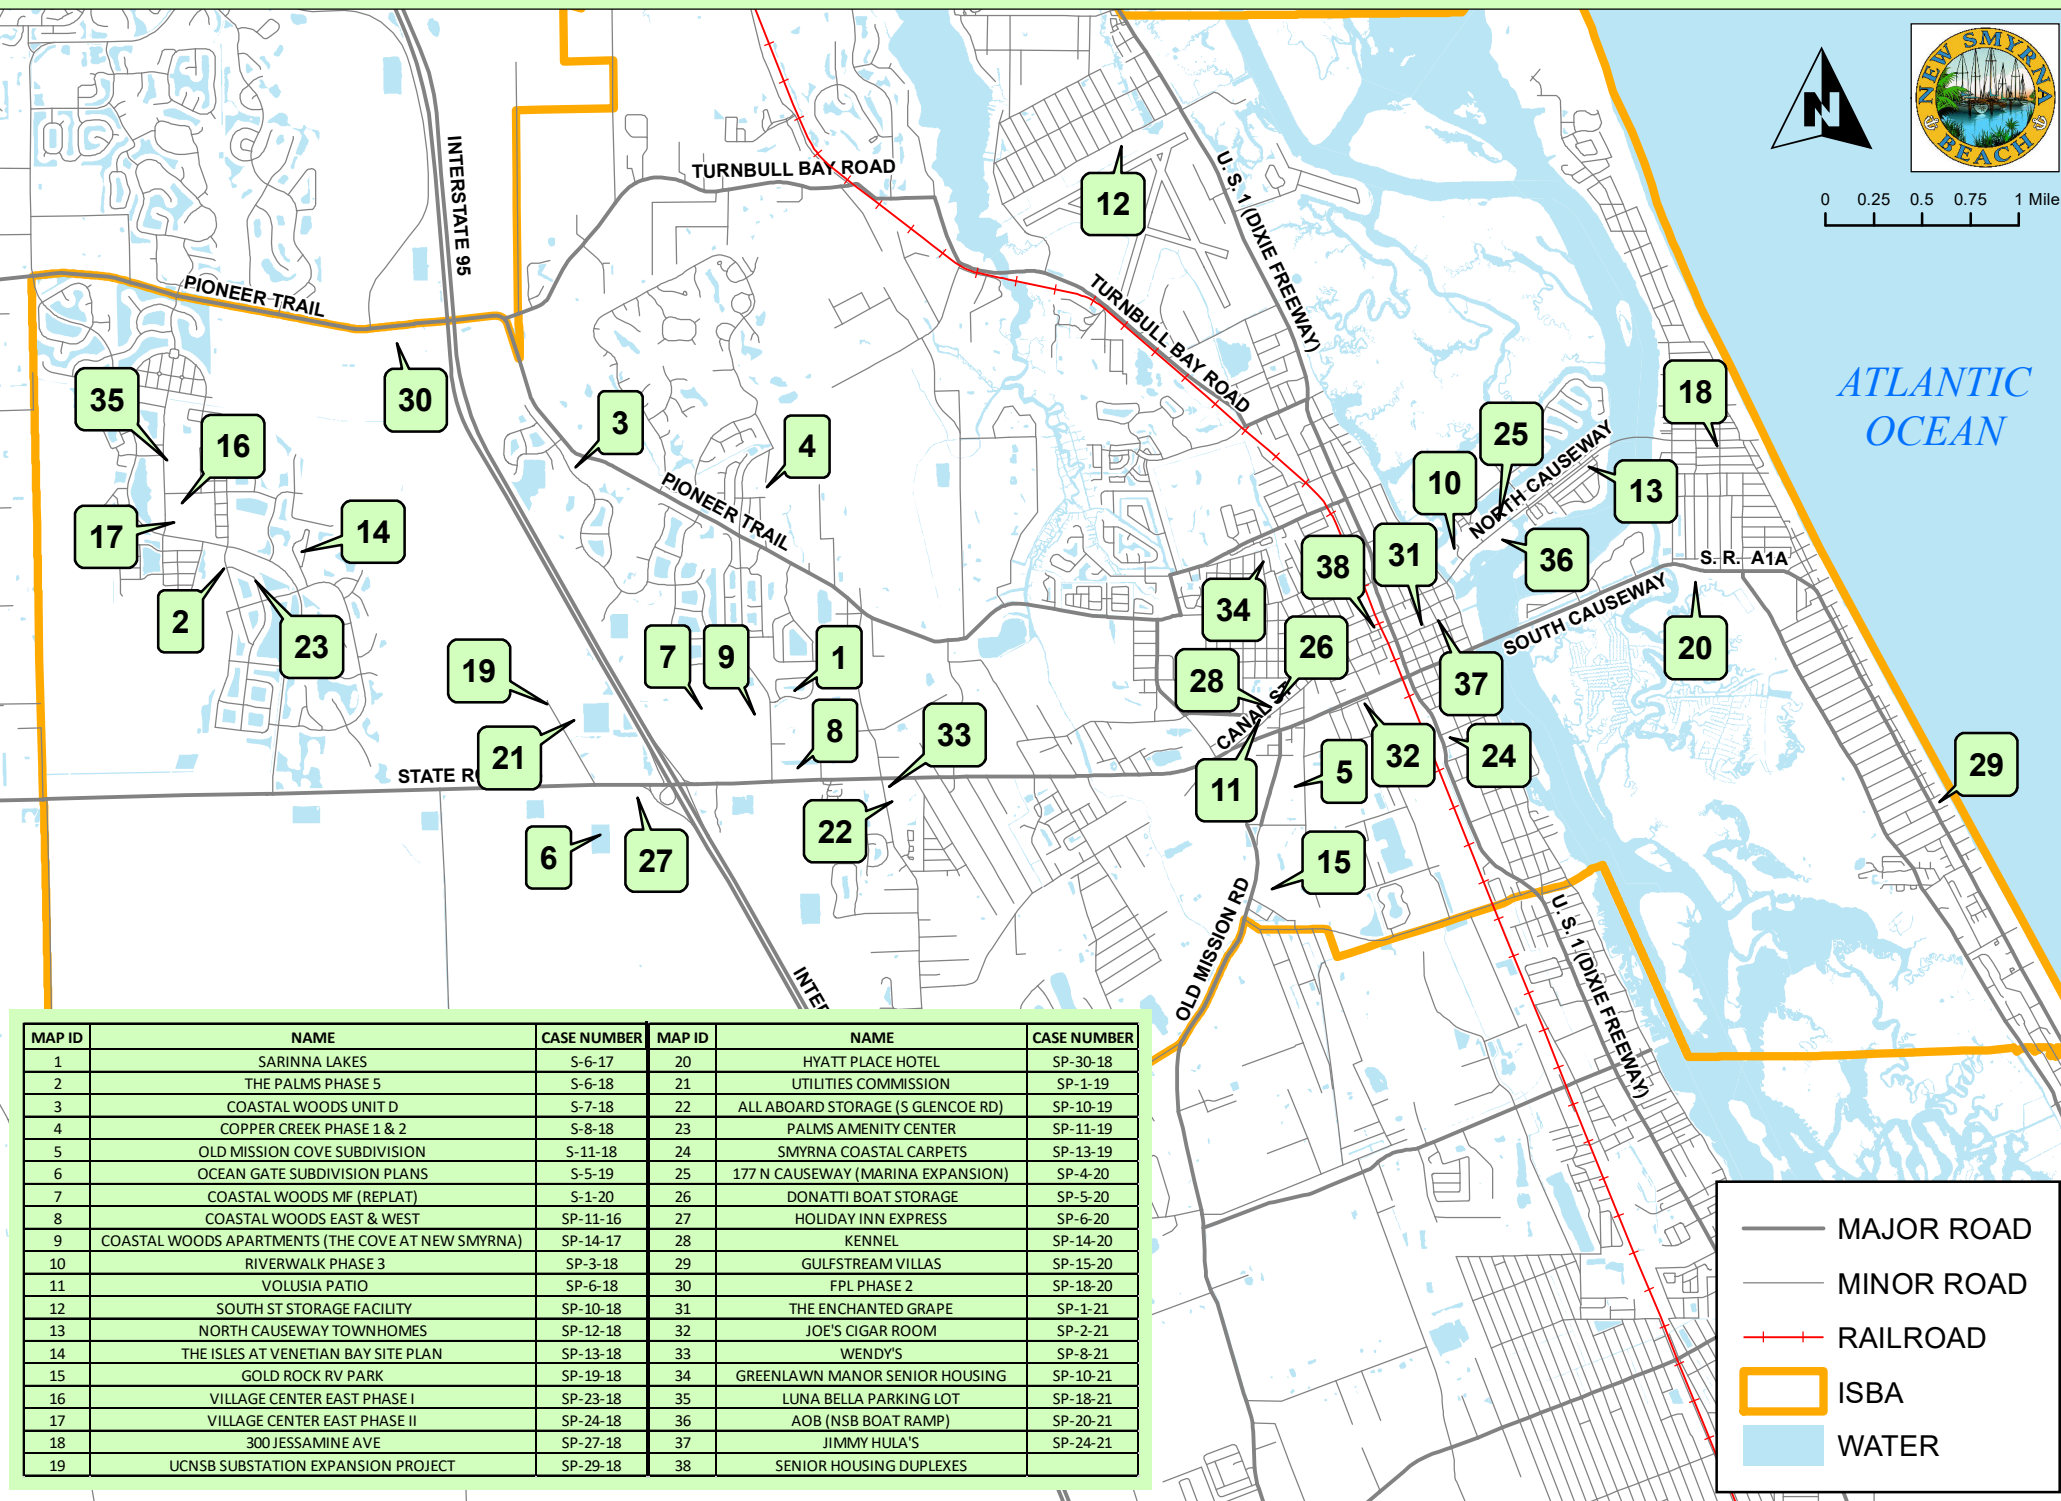 NEW SMYRNA
BEACH
N
0 0.25 0.5 0.75 1 Mile
INTERSTATE 95
TURNBULL BAY ROAD
12
U. S. 1 (DIXIE FREEWAY)
PIONEER TRAIL
TURNBULL BAY ROAD
ATLANTIC
OCEAN
35
30
3
18
16
4
25
10
NORTH CAUSEWAY
13
PIONEER TRAIL
17
14
38
31
36
S. R. A1A
2
34
SOUTH CAUSEWAY
23
26
20
19
7
9
1
28
37
CANAL ST
8
33
21
STATE R
11
5
32
24
29
22
6
27
15
OLD MISSION RD
U. S. 1 (DIXIE FREEWAY)
INTER
MAP ID NAME CASE NUMBER MAP ID NAME CASE NUMBER
1 SARINNA LAKES S-6-17 20 HYATT PLACE HOTEL SP-30-18
2 THE PALMS PHASE 5 S-6-18 21 UTILITIES COMMISSION SP-1-19
3 COASTAL WOODS UNIT D S-7-18 22 ALL ABOARD STORAGE (S GLENCOE RD) SP-10-19
4 COPPER CREEK PHASE 1 & 2 S-8-18 23 PALMS AMENITY CENTER SP-11-19
5 OLD MISSION COVE SUBDIVISION S-11-18 24 SMYRNA COASTAL CARPETS SP-13-19
6 OCEAN GATE SUBDIVISION PLANS S-5-19 25 177 N CAUSEWAY (MARINA EXPANSION) SP-4-20
7 COASTAL WOODS MF (REPLAT) S-1-20 26 DONATTI BOAT STORAGE SP-5-20
8 COASTAL WOODS EAST & WEST SP-11-16 27 HOLIDAY INN EXPRESS SP-6-20
9 COASTAL WOODS APARTMENTS (THE COVE AT NEW SMYRNA) SP-14-17 28 KENNEL SP-14-20
10 RIVERWALK PHASE 3 SP-3-18 29 GULFSTREAM VILLAS SP-15-20
11 VOLUSIA PATIO SP-6-18 30 FPL PHASE 2 SP-18-20
12 SOUTH ST STORAGE FACILITY SP-10-18 31 THE ENCHANTED GRAPE SP-1-21
13 NORTH CAUSEWAY TOWNHOMES SP-12-18 32 JOE'S CIGAR ROOM SP-2-21
14 THE ISLES AT VENETIAN BAY SITE PLAN SP-13-18 33 WENDY'S SP-8-21
15 GOLD ROCK RV PARK SP-19-18 34 GREENLAWN MANOR SENIOR HOUSING SP-10-21
16 VILLAGE CENTER EAST PHASE I SP-23-18 35 LUNA BELLA PARKING LOT SP-18-21
17 VILLAGE CENTER EAST PHASE II SP-24-18 36 AOB (NSB BOAT RAMP) SP-20-21
18 300 JESSAMINE AVE SP-27-18 37 JIMMY HULA'S SP-24-21
19 UCNSB SUBSTATION EXPANSION PROJECT SP-29-18 38 SENIOR HOUSING DUPLEXES
MAJOR ROAD
MINOR ROAD
RAILROAD
ISBA
WATER